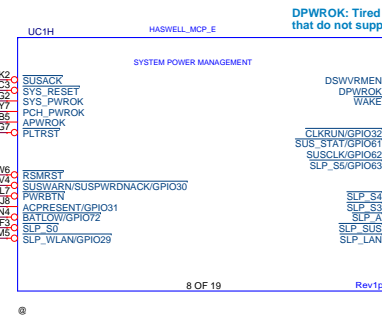 DPWROK: Tired
that do not supp
UC1H
HASWELL_MCP_E
SYSTEM POWER MANAGEMENT
SUSACK
SYS_RESET
SYS_PWROK
PCH_PWROK
APWROK
PLTRST
DSWVRMEN
DPWROK
WAKE
CLKRUN/GPIO32
SUS_STAT/GPIO61
SUSCLK/GPIO62
SLP_S5/GPIO63
RSMRST
SUSWARN/SUSPWRDNACK/GPIO30
PWRBTN
ACPRESENT/GPIO31
BATLOW/GPIO72
SLP_S0
SLP_WLAN/GPIO29
SLP_S4
SLP_S3
SLP_A
SLP_SUS
SLP_LAN
8 OF 19
Rev1p
@